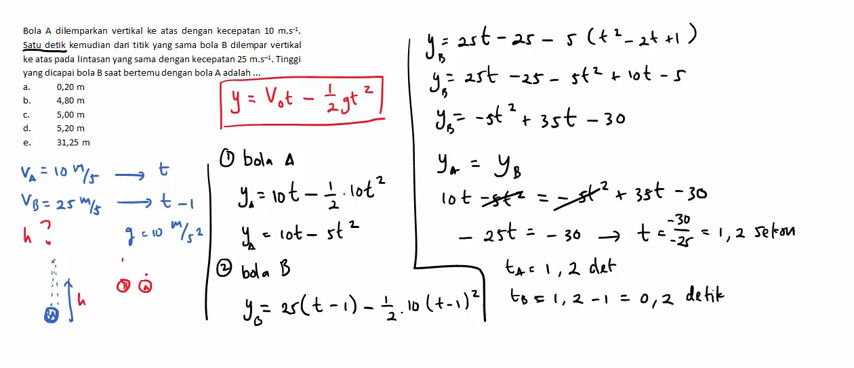 Bola A dilemparkan vertikal ke atas dengan kecepatan 10 m.s⁻¹.
Satu detik kemudian dari titik yang sama bola B dilempar vertikal
ke atas pada lintasan yang sama dengan kecepatan 25 m.s⁻¹. Tinggi
yang dicapai bola B saat bertemu dengan bola A adalah ...
a. 0,20 m
b. 4,80 m
c. 5,00 m
d. 5,20 m
e. 31,25 m
V_A = 10 m/s → t
V_B = 25 m/s → t - 1
h ?
g = 10 m/s²
B A
h
y = V₀t - 1/2 gt²
① bola A
y_A = 10t - 1/2 . 10t²
y_A = 10t - 5t²
② bola B
y_B = 25(t - 1) - 1/2 . 10 (t - 1)²
y_B = 25t - 25 - 5 (t² - 2t + 1)
y_B = 25t - 25 - 5t² + 10t - 5
y_B = -5t² + 35t - 30
y_A = y_B
10t - 5t² = -5t² + 35t - 30
- 25t = - 30 → t = -30/-25 = 1,2 sekon
t_A = 1,2 det
t_B = 1,2 - 1 = 0,2 detik